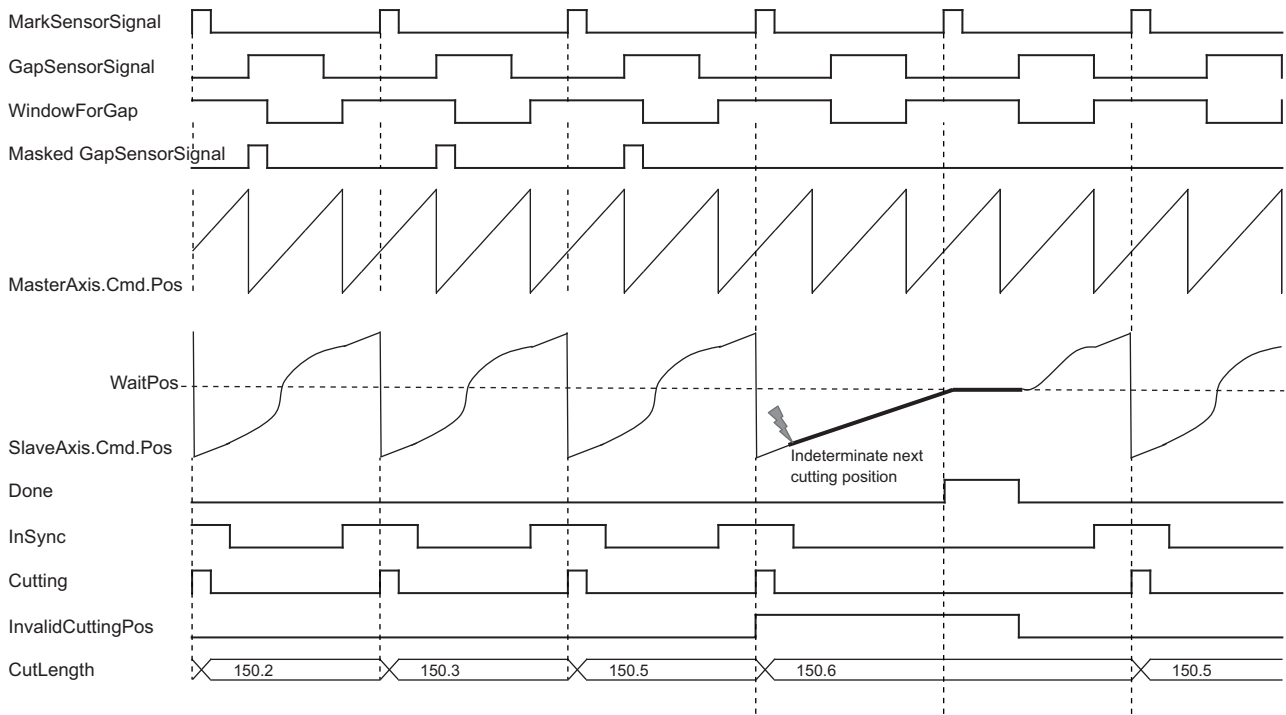 MarkSensorSignal
GapSensorSignal
WindowForGap
Masked GapSensorSignal
MasterAxis.Cmd.Pos
WaitPos
SlaveAxis.Cmd.Pos
Indeterminate next
cutting position
Done
InSync
Cutting
InvalidCuttingPos
CutLength 150.2 150.3 150.5 150.6 150.5